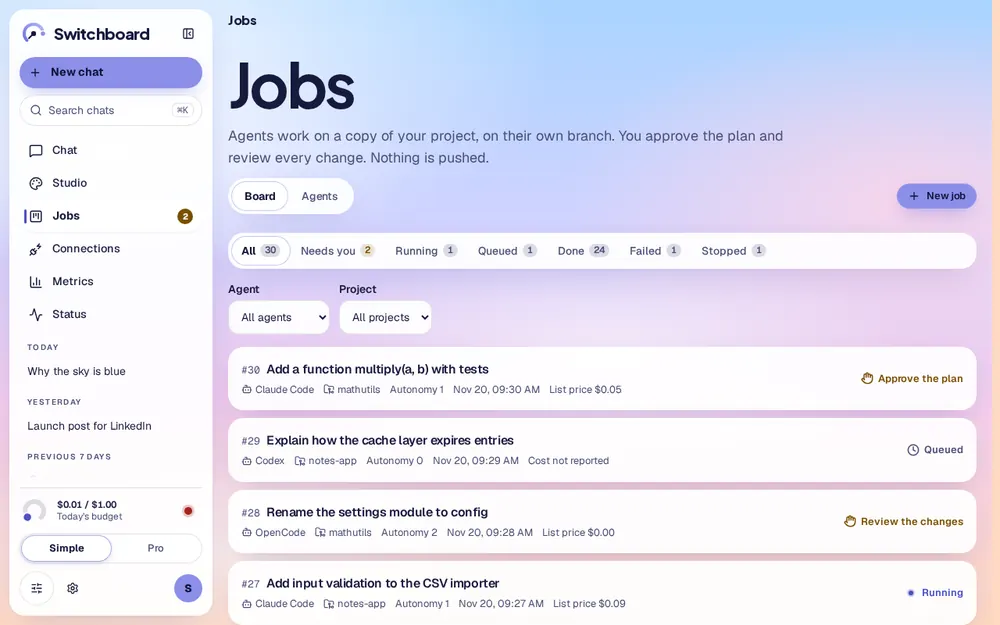 Switchboard
New chat
Search chats ⌘K
Chat
Studio
Jobs 2
Connections
Metrics
Status
TODAY
Why the sky is blue
YESTERDAY
Launch post for LinkedIn
PREVIOUS 7 DAYS
$0.01 / $1.00
Today's budget
Simple Pro
S
Jobs
Jobs
Agents work on a copy of your project, on their own branch. You approve the plan and
review every change. Nothing is pushed.
Board Agents
New job
All 30 Needs you 2 Running 1 Queued 1 Done 24 Failed 1 Stopped 1
Agent Project
All agents All projects
#30 Add a function multiply(a, b) with tests
Claude Code mathutils Autonomy 1 Nov 20, 09:30 AM List price $0.05
Approve the plan
#29 Explain how the cache layer expires entries
Codex notes-app Autonomy 0 Nov 20, 09:29 AM Cost not reported
Queued
#28 Rename the settings module to config
OpenCode mathutils Autonomy 2 Nov 20, 09:28 AM List price $0.00
Review the changes
#27 Add input validation to the CSV importer
Claude Code notes-app Autonomy 1 Nov 20, 09:27 AM List price $0.09
Running